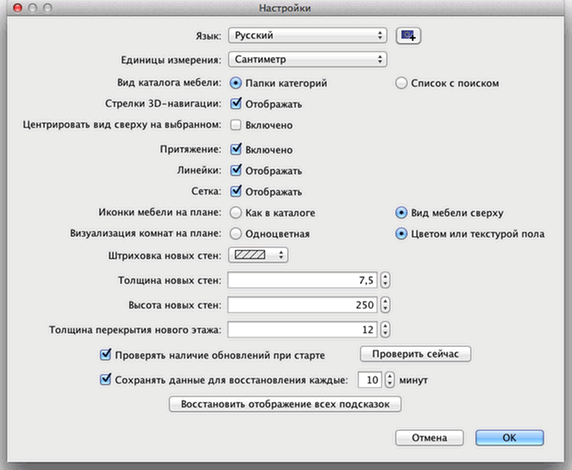 Настройки
Язык: Русский
Единицы измерения: Сантиметр
Вид каталога мебели: Папки категорий Список с поиском
Стрелки 3D-навигации: Отображать
Центрировать вид сверху на выбранном: Включено
Притяжение: Включено
Линейки: Отображать
Сетка: Отображать
Иконки мебели на плане: Как в каталоге Вид мебели сверху
Визуализация комнат на плане: Одноцветная Цветом или текстурой пола
Штриховка новых стен:
Толщина новых стен: 7,5
Высота новых стен: 250
Толщина перекрытия нового этажа: 12
Проверять наличие обновлений при старте Проверить сейчас
Сохранять данные для восстановления каждые: 10 минут
Восстановить отображение всех подсказок
Отмена OK